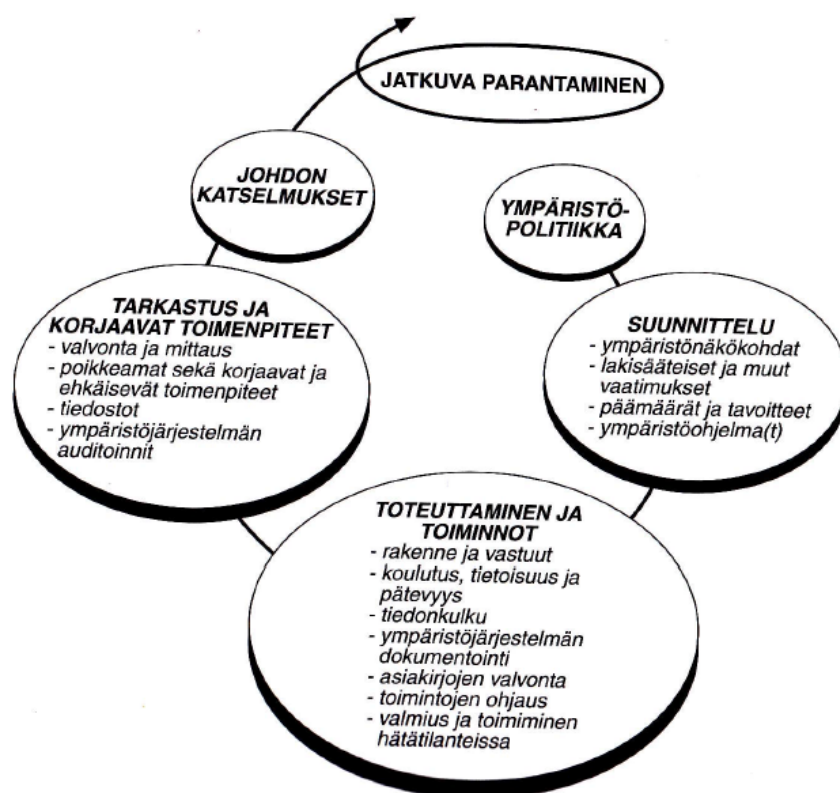 JATKUVA PARANTAMINEN
JOHDON
KATSELMUKSET
YMPÄRISTÖ-
POLITIIKKA
TARKASTUS JA
KORJAAVAT TOIMENPITEET
- valvonta ja mittaus
- poikkeamat sekä korjaavat ja
ehkäisevät toimenpiteet
- tiedostot
- ympäristöjärjestelmän
auditoinnit
SUUNNITTELU
- ympäristönäkökohdat
- lakisääteiset ja muut
vaatimukset
- päämäärät ja tavoitteet
- ympäristöohjelma(t)
TOTEUTTAMINEN JA
TOIMINNOT
- rakenne ja vastuut
- koulutus, tietoisuus ja
pätevyys
- tiedonkulku
- ympäristöjärjestelmän
dokumentointi
- asiakirjojen valvonta
- toimintojen ohjaus
- valmius ja toimiminen
hätätilanteissa